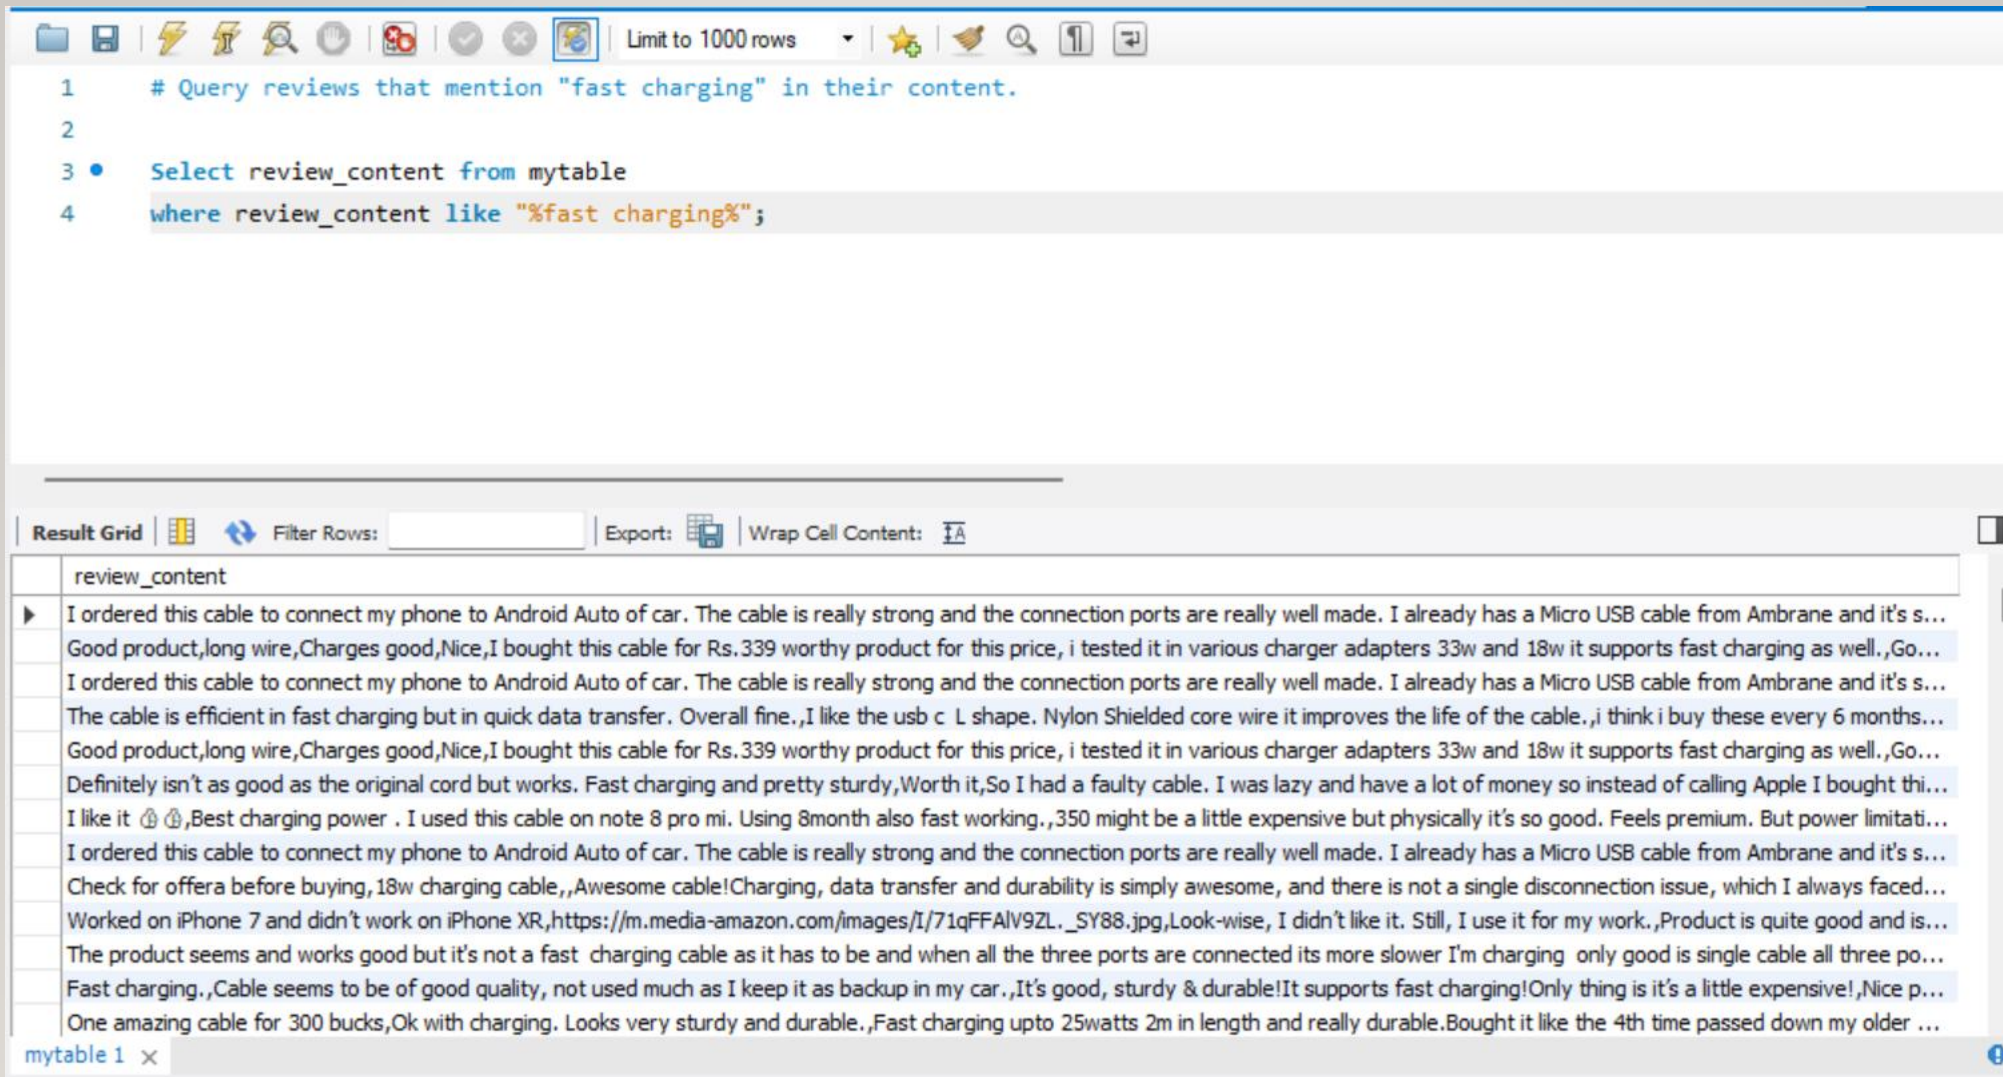 Limit to 1000 rows
1 # Query reviews that mention "fast charging" in their content.
2
3 Select review_content from mytable
4 where review_content like "%fast charging%";
Result Grid Filter Rows: Export: Wrap Cell Content:
review_content
I ordered this cable to connect my phone to Android Auto of car. The cable is really strong and the connection ports are really well made. I already has a Micro USB cable from Ambrane and it's s...
Good product,long wire,Charges good,Nice,I bought this cable for Rs.339 worthy product for this price, i tested it in various charger adapters 33w and 18w it supports fast charging as well.,Go...
I ordered this cable to connect my phone to Android Auto of car. The cable is really strong and the connection ports are really well made. I already has a Micro USB cable from Ambrane and it's s...
The cable is efficient in fast charging but in quick data transfer. Overall fine.,I like the usb c L shape. Nylon Shielded core wire it improves the life of the cable.,i think i buy these every 6 months...
Good product,long wire,Charges good,Nice,I bought this cable for Rs.339 worthy product for this price, i tested it in various charger adapters 33w and 18w it supports fast charging as well.,Go...
Definitely isn’t as good as the original cord but works. Fast charging and pretty sturdy,Worth it,So I had a faulty cable. I was lazy and have a lot of money so instead of calling Apple I bought thi...
I like it 👍👍,Best charging power . I used this cable on note 8 pro mi. Using 8month also fast working.,350 might be a little expensive but physically it’s so good. Feels premium. But power limitati...
I ordered this cable to connect my phone to Android Auto of car. The cable is really strong and the connection ports are really well made. I already has a Micro USB cable from Ambrane and it's s...
Check for offera before buying,18w charging cable,,Awesome cable!Charging, data transfer and durability is simply awesome, and there is not a single disconnection issue, which I always faced...
Worked on iPhone 7 and didn’t work on iPhone XR,https://m.media-amazon.com/images/I/71qFFAlV9ZL._SY88.jpg,Look-wise, I didn’t like it. Still, I use it for my work.,Product is quite good and is...
The product seems and works good but it's not a fast  charging cable as it has to be and when all the three ports are connected its more slower I'm charging  only good is single cable all three po...
Fast charging.,Cable seems to be of good quality, not used much as I keep it as backup in my car.,It’s good, sturdy & durable!It supports fast charging!Only thing is it’s a little expensive!,Nice p...
One amazing cable for 300 bucks,Ok with charging. Looks very sturdy and durable.,Fast charging upto 25watts 2m in length and really durable.Bought it like the 4th time passed down my older ...
mytable 1